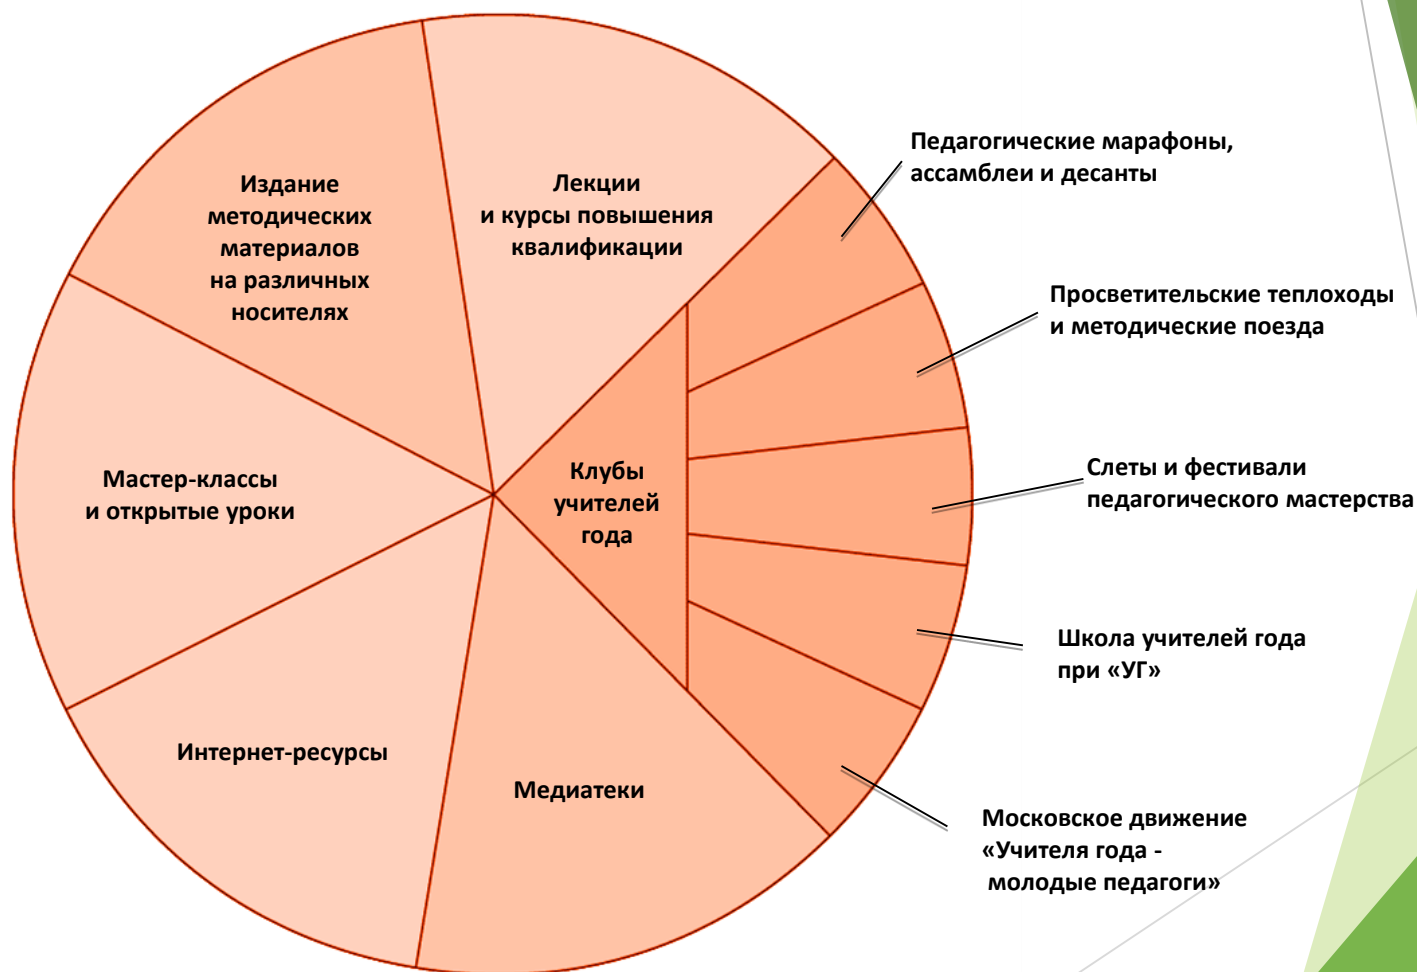 Издание
методических
материалов
на различных
носителях
Лекции
и курсы повышения
квалификации
Педагогические марафоны,
ассамблеи и десанты
Просветительские теплоходы
и методические поезда
Мастер-классы
и открытые уроки
Клубы
учителей
года
Слеты и фестивали
педагогического мастерства
Школа учителей года
при «УГ»
Интернет-ресурсы
Медиатеки
Московское движение
«Учителя года -
молодые педагоги»